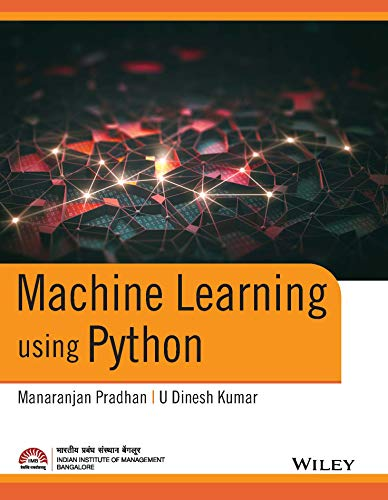 Machine Learning
using Python
Manaranjan Pradhan | U Dinesh Kumar
भारतीय प्रबंध संस्थान बेंगलूर
INDIAN INSTITUTE OF MANAGEMENT
BANGALORE
WILEY